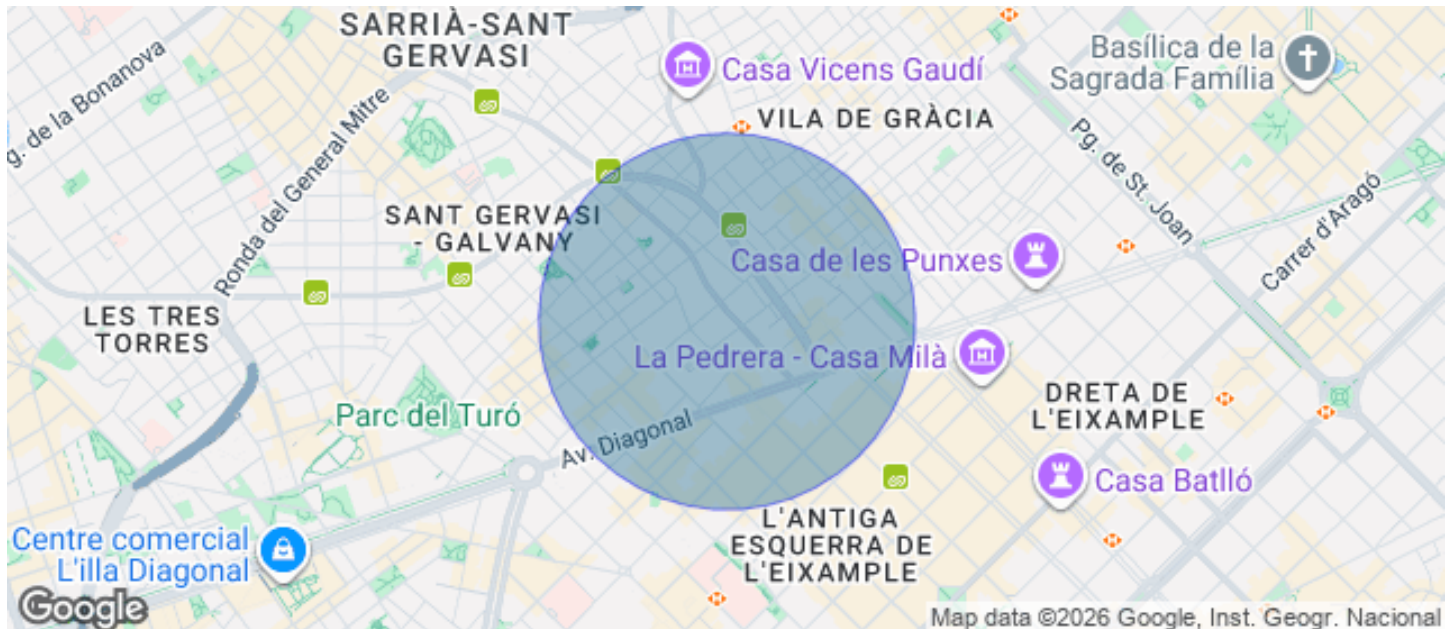 SARRIÀ-SANT
GERVASI
Casa Vicens Gaudí
Basílica de la
Sagrada Família
g. de la Bonanova
Ronda del General Mitre
VILA DE GRÀCIA
Pg. de St. Joan
Carrer d'Aragó
SANT GERVASI
- GALVANY
Casa de les Punxes
LES TRES
TORRES
La Pedrera - Casa Milà
DRETA DE
L'EIXAMPLE
Parc del Turó
Av. Diagonal
Casa Batlló
L'ANTIGA
ESQUERRA DE
L'EIXAMPLE
Centre comercial
L'illa Diagonal
Google
Map data ©2026 Google, Inst. Geogr. Nacional